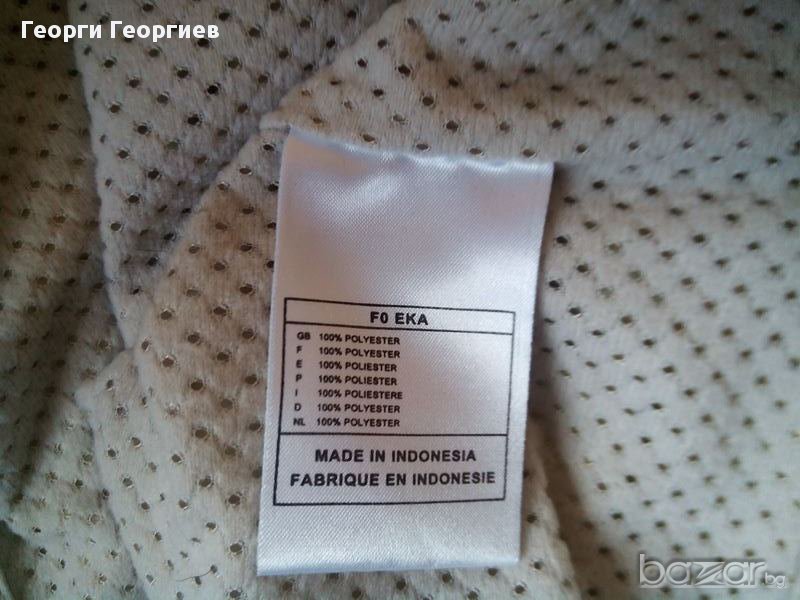 Георги Георгиев
F0 EKA
GB 100% POLYESTER
F 100% POLYESTER
E 100% POLIESTER
P 100% POLIESTER
I 100% POLIESTERE
D 100% POLYESTER
NL 100% POLYESTER
MADE IN INDONESIA
FABRIQUE EN INDONESIE
bazar.bg